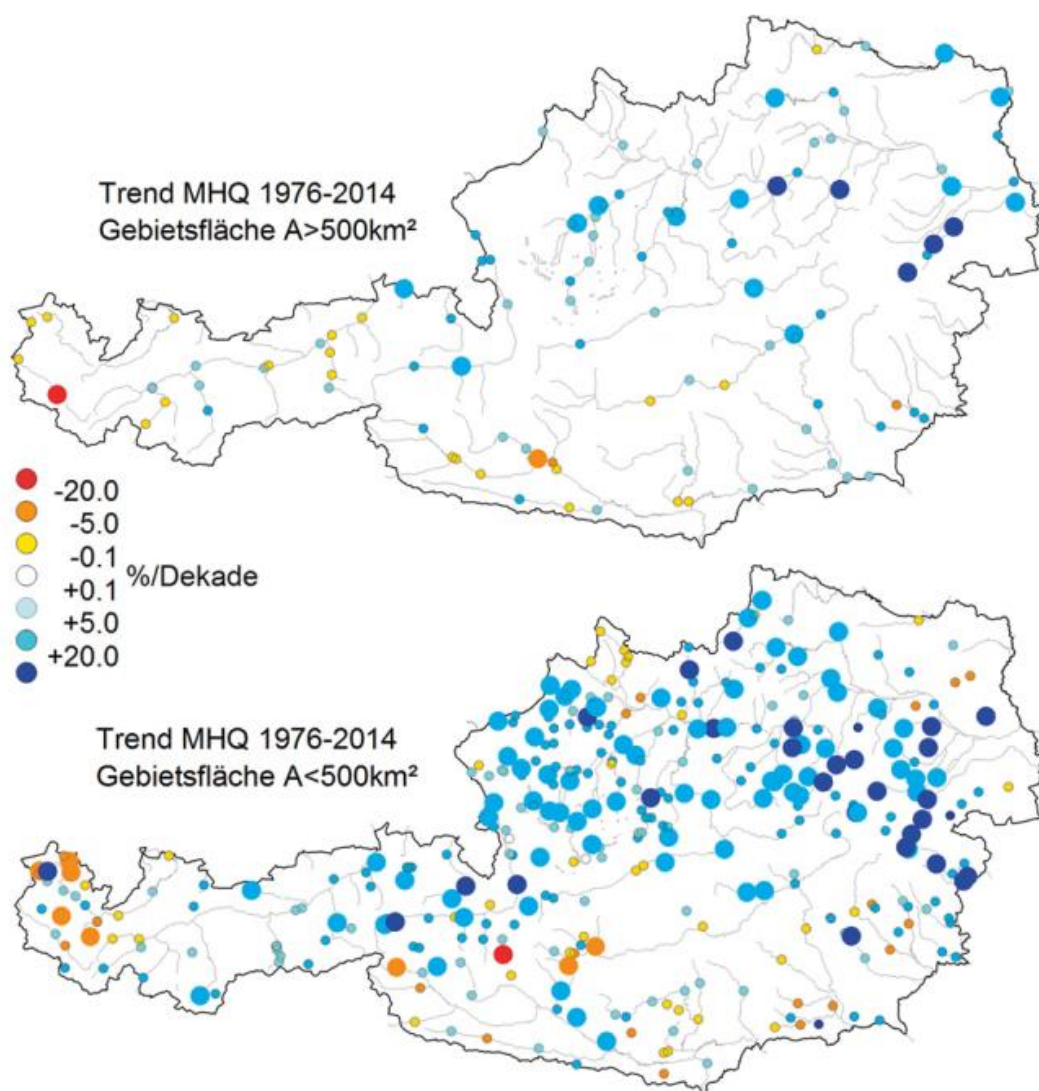 Trend MHQ 1976-2014
Gebietsfläche A>500km²
-20.0
-5.0
-0.1
%/Dekade
+0.1
+5.0
+20.0
Trend MHQ 1976-2014
Gebietsfläche A<500km²